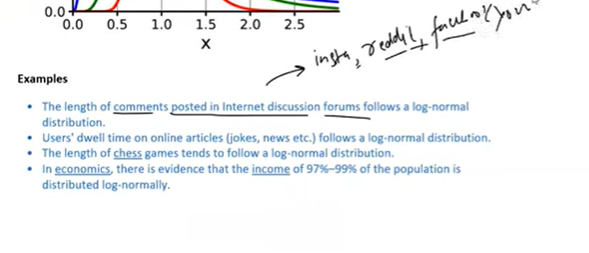 0.0
0.0 0.5 1.0 1.5 2.0 2.5
X
insta, reddit,
Examples
• The length of comments posted in Internet discussion forums follows a log-normal
distribution.
• Users' dwell time on online articles (jokes, news etc.) follows a log-normal distribution.
• The length of chess games tends to follow a log-normal distribution.
• In economics, there is evidence that the income of 97%–99% of the population is
distributed log-normally.